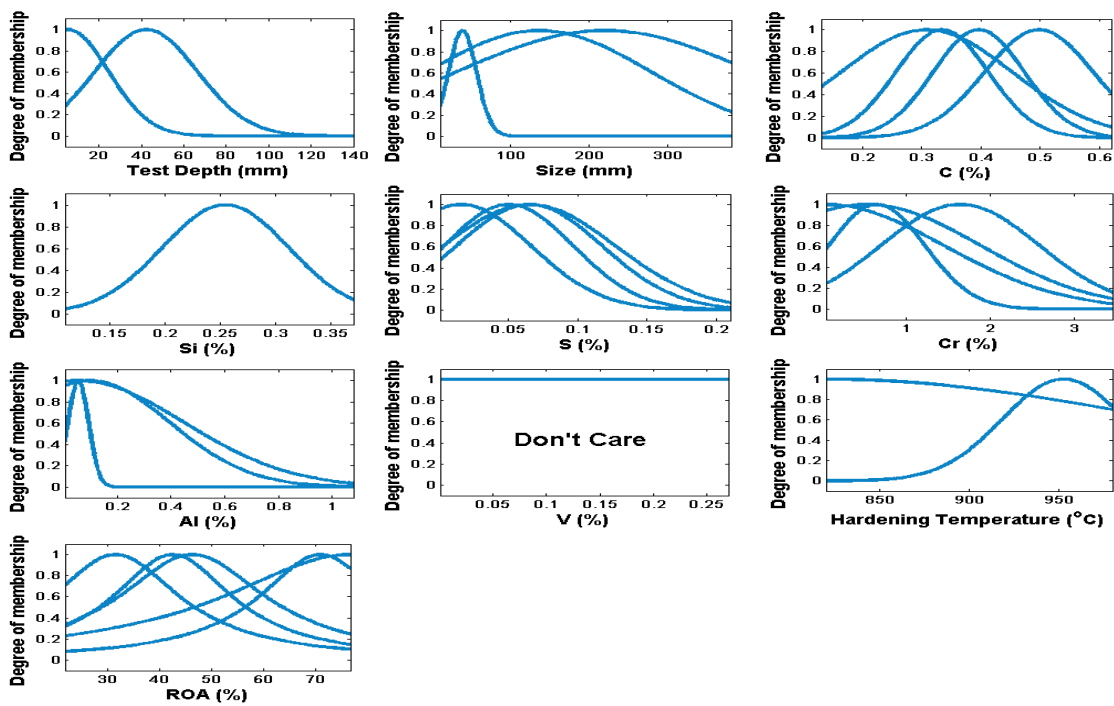 Degree of membership
1
0.8
0.6
0.4
0.2
0
20 40 60 80 100 120 140
Test Depth (mm)
Degree of membership
1
0.8
0.6
0.4
0.2
0
100 200 300
Size (mm)
Degree of membership
1
0.8
0.6
0.4
0.2
0
0.2 0.3 0.4 0.5 0.6
C (%)
Degree of membership
1
0.8
0.6
0.4
0.2
0
0.15 0.2 0.25 0.3 0.35
Si (%)
Degree of membership
1
0.8
0.6
0.4
0.2
0
0.05 0.1 0.15 0.2
S (%)
Degree of membership
1
0.8
0.6
0.4
0.2
0
1 2 3
Cr (%)
Degree of membership
1
0.8
0.6
0.4
0.2
0
0.2 0.4 0.6 0.8 1
Al (%)
Degree of membership
1
0.8
0.6
0.4
0.2
0
Don't Care
0.05 0.1 0.15 0.2 0.25
V (%)
Degree of membership
1
0.8
0.6
0.4
0.2
0
850 900 950
Hardening Temperature (°C)
Degree of membership
1
0.8
0.6
0.4
0.2
0
30 40 50 60 70
ROA (%)